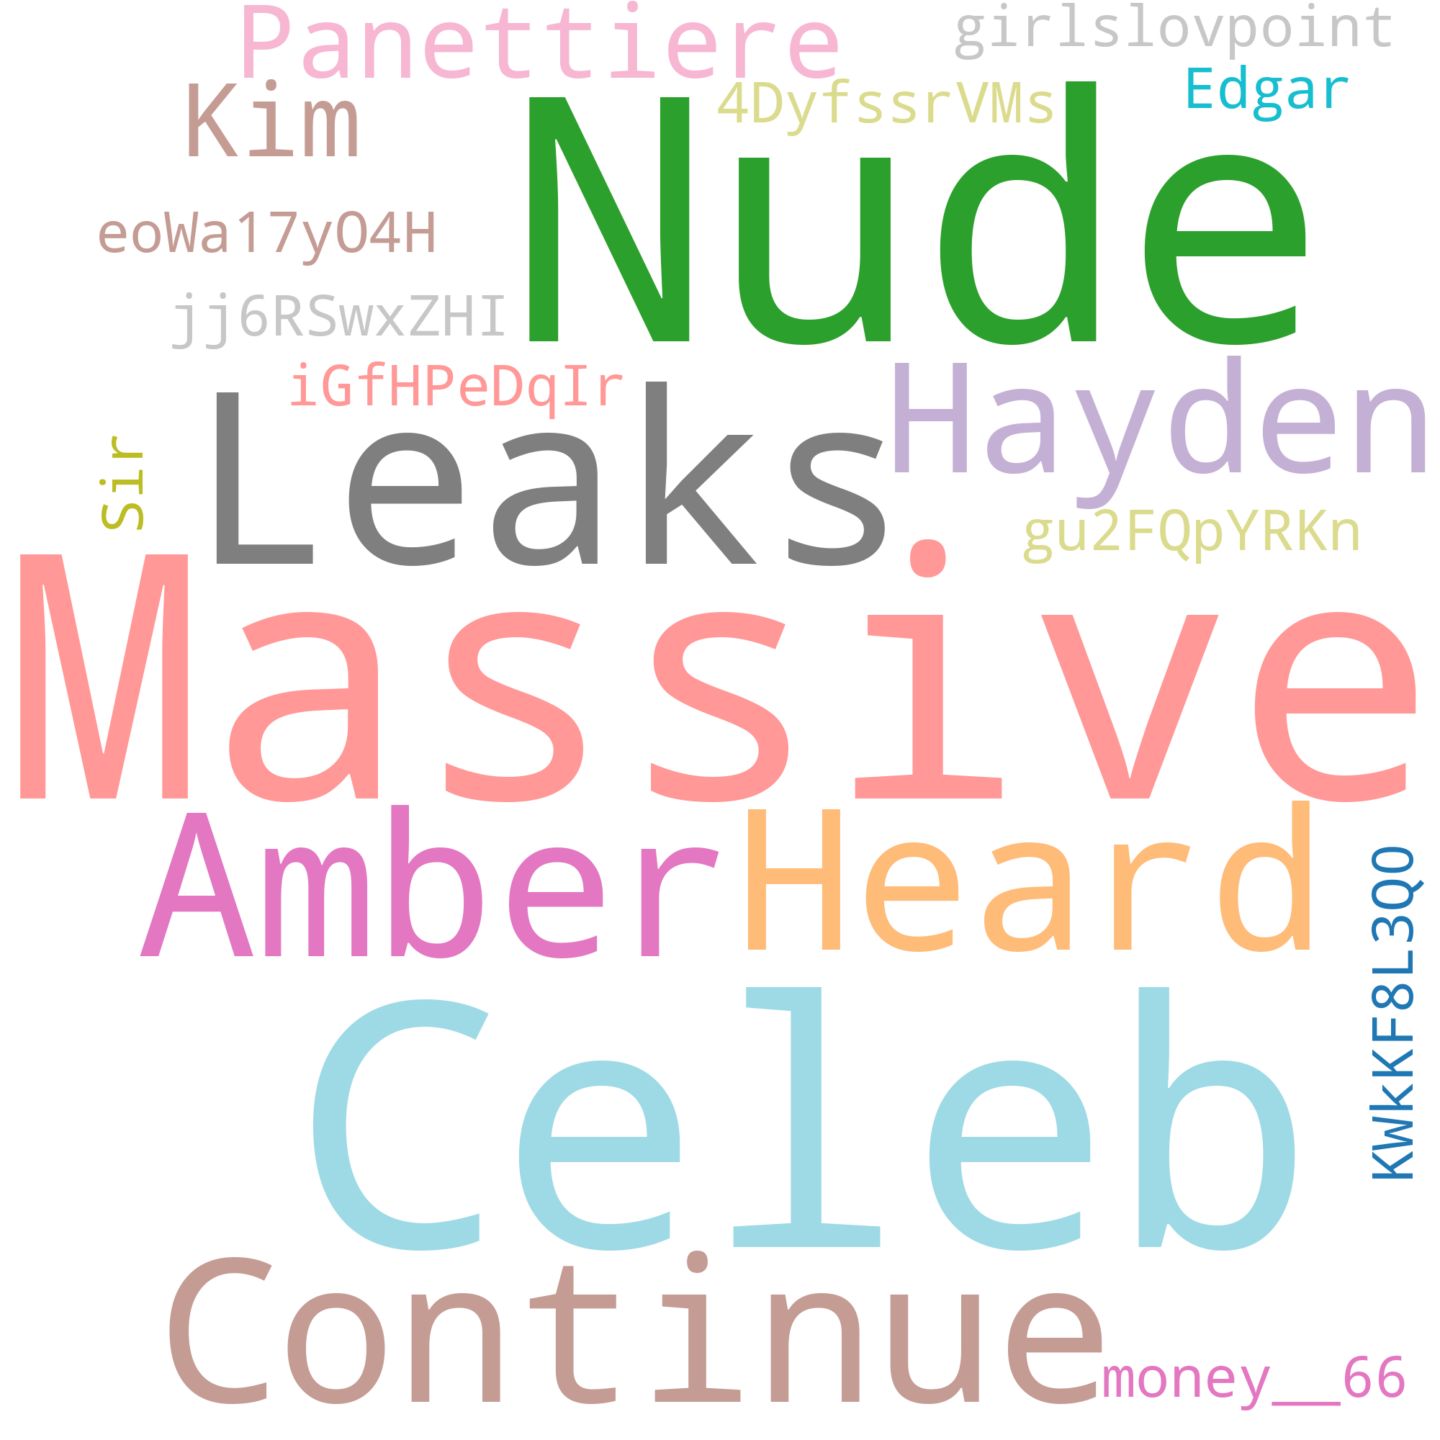 Panettiere
girlslovpoint
Kim
4DyfssrVMs
Edgar
Nude
eoWa17yO4H
jj6RSwxZHI
iGfHPeDqIr
Leaks
Hayden
Sir
gu2FQpYRKn
Massive
Amber
Heard
KWkKF8L3Q0
Celeb
Continue
money__66